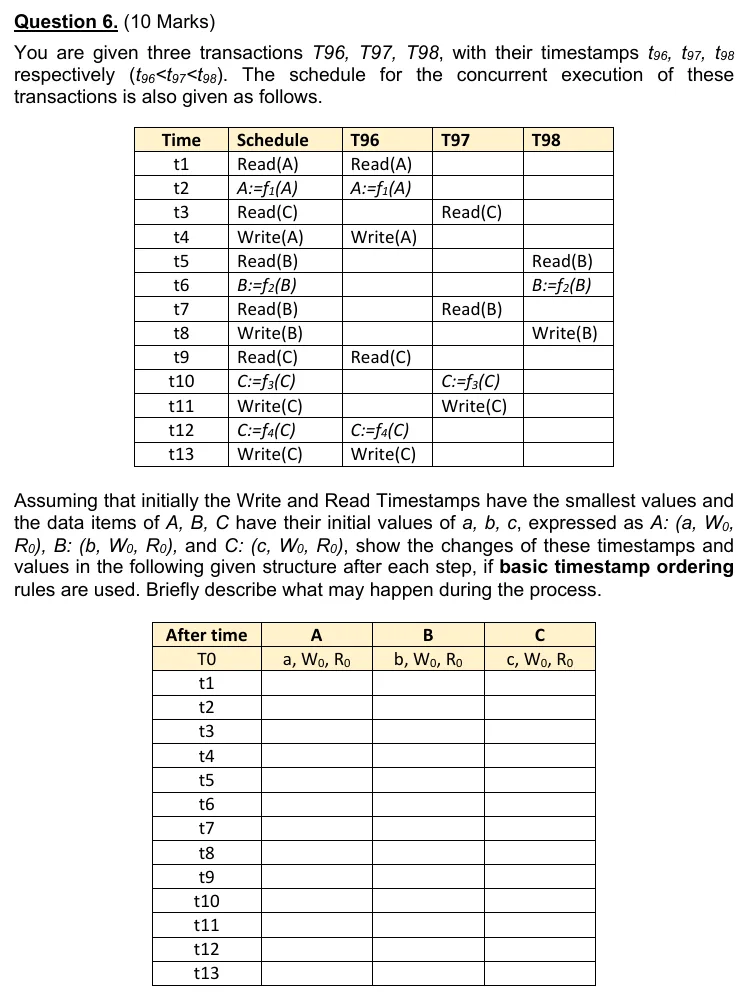 Question 6. (10 Marks)
You are given three transactions T96, T97, T98, with their timestamps t96, t97, t98
respectively (t96<t97<t98). The schedule for the concurrent execution of these
transactions is also given as follows.
Time Schedule T96 T97 T98
t1 Read(A) Read(A)
t2 A:=f1(A) A:=f1(A)
t3 Read(C) Read(C)
t4 Write(A) Write(A)
t5 Read(B) Read(B)
t6 B:=f2(B) B:=f2(B)
t7 Read(B) Read(B)
t8 Write(B) Write(B)
t9 Read(C) Read(C)
t10 C:=f3(C) C:=f3(C)
t11 Write(C) Write(C)
t12 C:=f4(C) C:=f4(C)
t13 Write(C) Write(C)
Assuming that initially the Write and Read Timestamps have the smallest values and
the data items of A, B, C have their initial values of a, b, c, expressed as A: (a, W0,
R0), B: (b, W0, R0), and C: (c, W0, R0), show the changes of these timestamps and
values in the following given structure after each step, if basic timestamp ordering
rules are used. Briefly describe what may happen during the process.
After time A B C
T0 a, W0, R0 b, W0, R0 c, W0, R0
t1
t2
t3
t4
t5
t6
t7
t8
t9
t10
t11
t12
t13